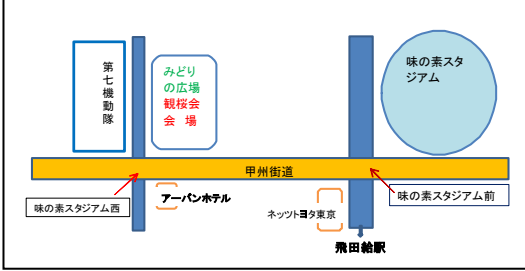 第七機動隊
みどり
の広場
観桜会
会 場
味の素スタ
ジアム
甲州街道
味の素スタジアム西
アーバンホテル
ネッツトヨタ東京
味の素スタジアム前
飛田給駅